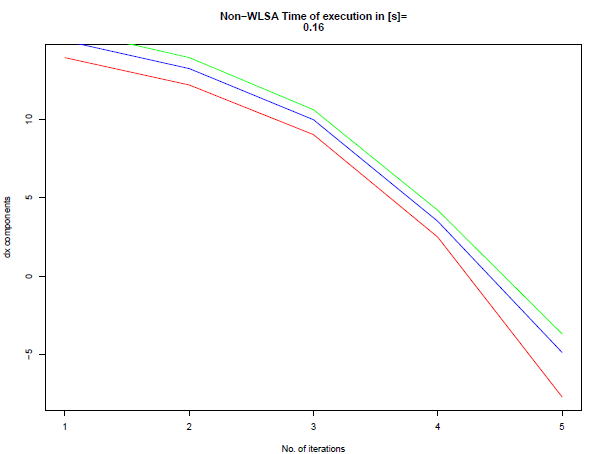 Non−WLSA Time of execution in [s]=
0.16
10
5
0
−5
dx components
1 2 3 4 5
No. of iterations